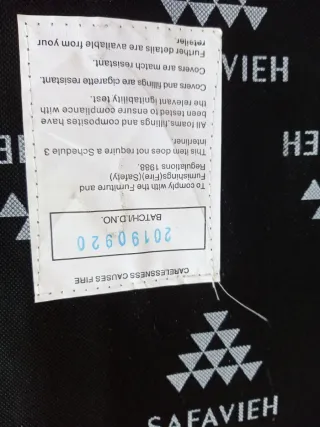 CARELESSNESS CAUSES FIRE
20190920
BATCH/I.D.NO.
To comply with the Furniture and
Furnishings(Fire)(Safety)
Regulations 1988.
This item does not require a Schedule 3
Interliner.
All foams,fillings and composites have
been tested to ensure compliance with
the relevant ignitability test.
Covers and fillings are cigarette resistant.
Covers are match resistant.
Further details are available from your
retailer.
VIEH
SAFAVIEH